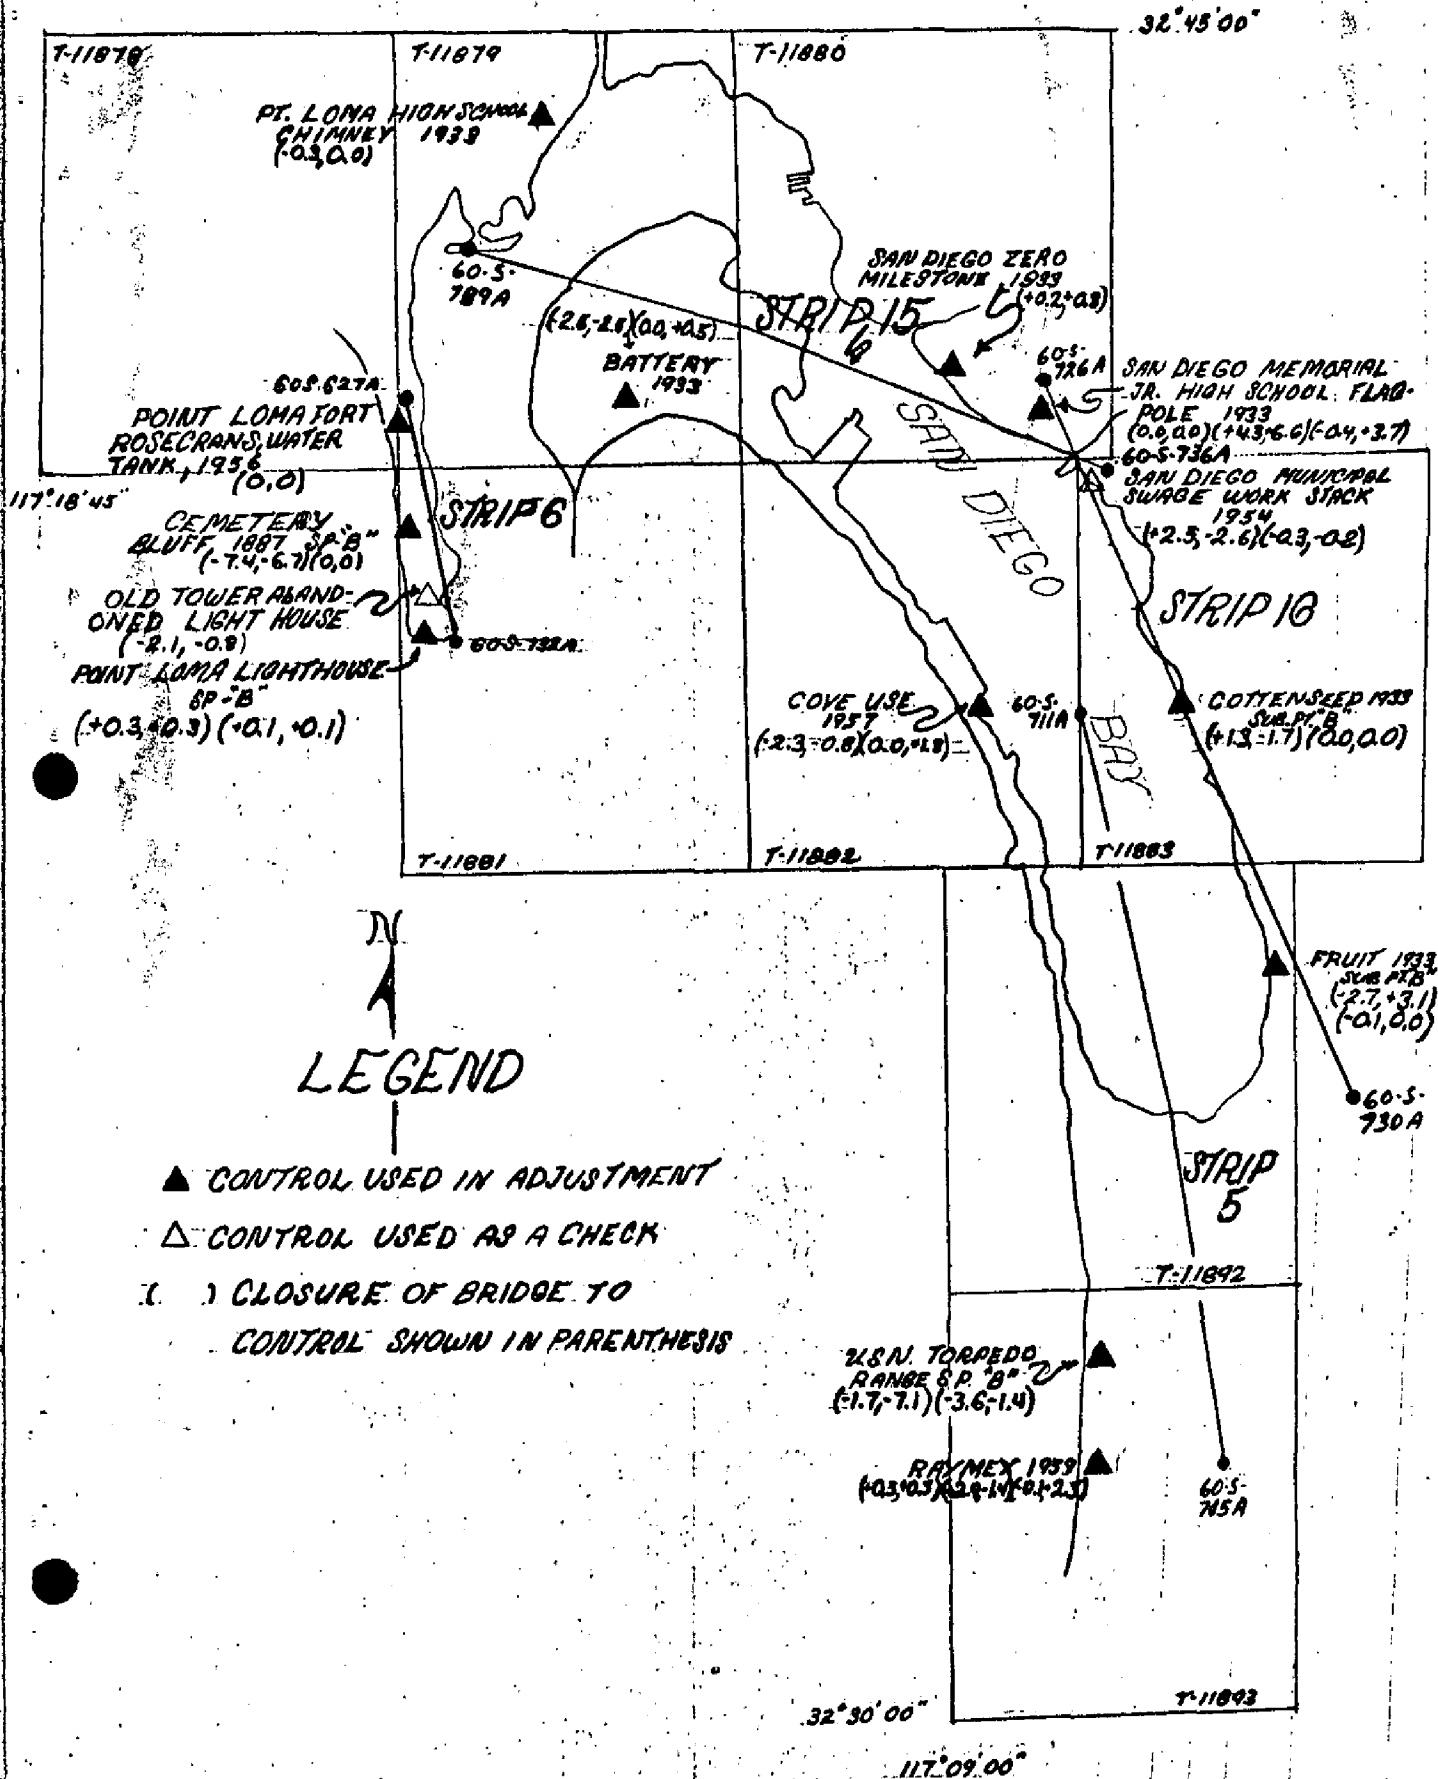 32°45'00"
T-11878
T-11879
T-11880
PT. LOMA HIGH SCHOOL
CHIMNEY 1933
(-0.3,0.0)
60-S-
789A
SAN DIEGO ZERO
MILESTONE 1933
(+0.2,+0.8)
STRIP 15
(-2.6,-2.8)(0.0,+0.5)
BATTERY
1933
60-S-
726A
SAN DIEGO MEMORIAL
JR. HIGH SCHOOL FLAG-
POLE 1933
(0.0,0.0)(+4.3,-6.6)(-0.4,+3.7)
60-S-736A
SAN DIEGO MUNICIPAL
SWAGE WORK STACK
1954
(+2.5,-2.6)(-0.3,-0.2)
60S-627A
POINT LOMA FORT
ROSECRANS, WATER
TANK, 1956
(0,0)
117°18'45"
STRIP 6
CEMETERY
BLUFF 1887 SP."B"
(-7.4,-6.7)(0,0)
OLD TOWER ABAND-
ONED LIGHT HOUSE
(-2.1, -0.8)
60-S-732A
POINT LOMA LIGHTHOUSE
SP-"B"
(+0.3,+0.3)(+0.1, +0.1)
SAN DIEGO
BAY
STRIP 18
COVE USE
1957
(-2.3,-0.8)(0.0,+1.8)
60-S-
711A
COTTENSEED 1933
SUB.PT."B"
(+1.3,-1.7)(0.0,0.0)
T-11881
T-11882
T-11883
N
LEGEND
FRUIT 1933
SUB PT."B"
(-2.7,+3.1)
(-0.1,0.0)
60-S-
730A
STRIP
5
CONTROL USED IN ADJUSTMENT
CONTROL USED AS A CHECK
( ) CLOSURE OF BRIDGE TO
CONTROL SHOWN IN PARENTHESIS
T-11892
U.S.N. TORPEDO
RANGE S.P. "B"
(-1.7,-7.1)(-3.6,-1.4)
RAYMEX 1959
60-S-
T-11893
32°30'00"
117°09'00"